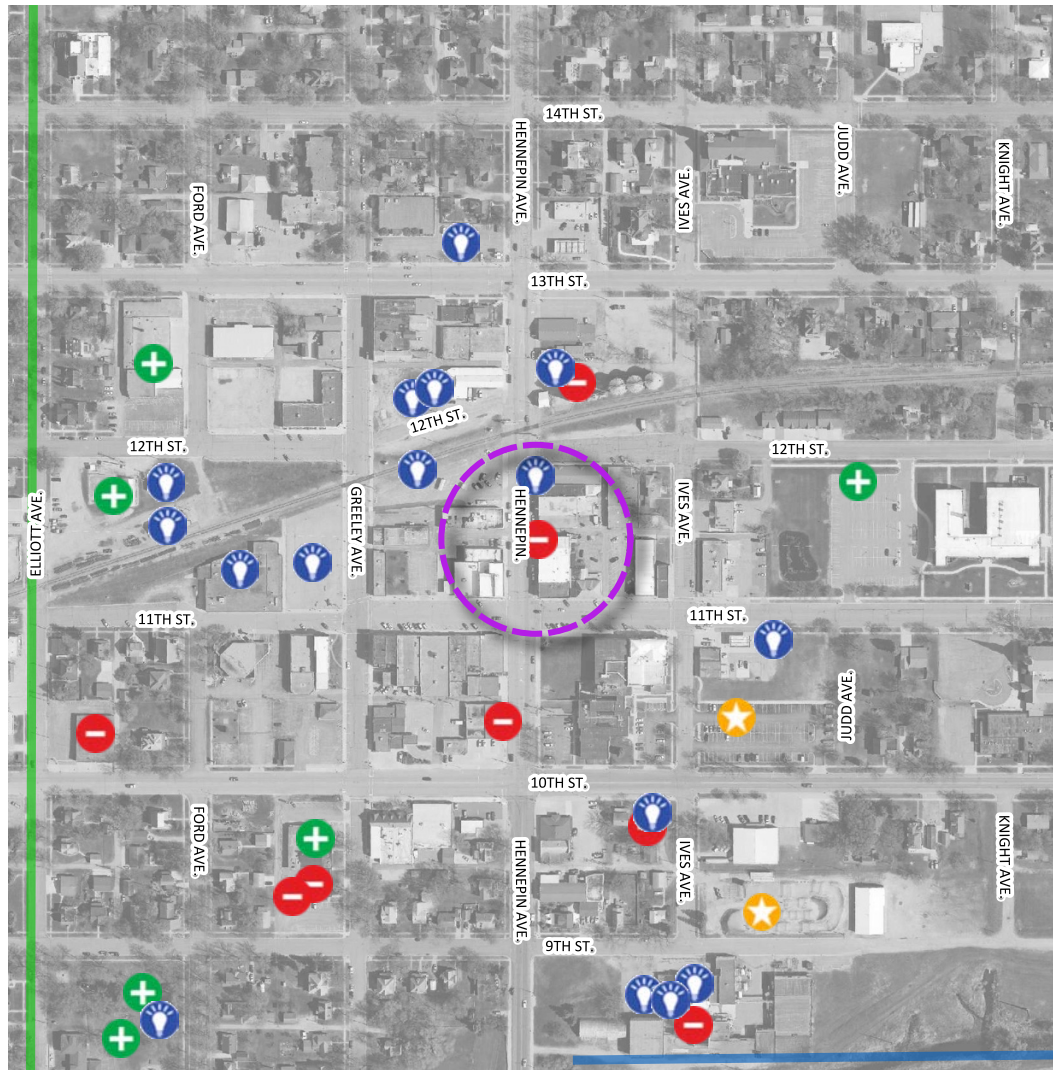 14TH ST.
HENNEPIN AVE.
JUDD AVE.
KNIGHT AVE.
FORD AVE.
IVES AVE.
13TH ST.
12TH ST.
12TH ST.
12TH ST.
ELLIOTT AVE.
GREELEY AVE.
HENNEPIN.
IVES AVE.
11TH ST.
11TH ST.
JUDD AVE.
10TH ST.
FORD AVE.
HENNEPIN AVE.
IVES AVE.
KNIGHT AVE.
9TH ST.